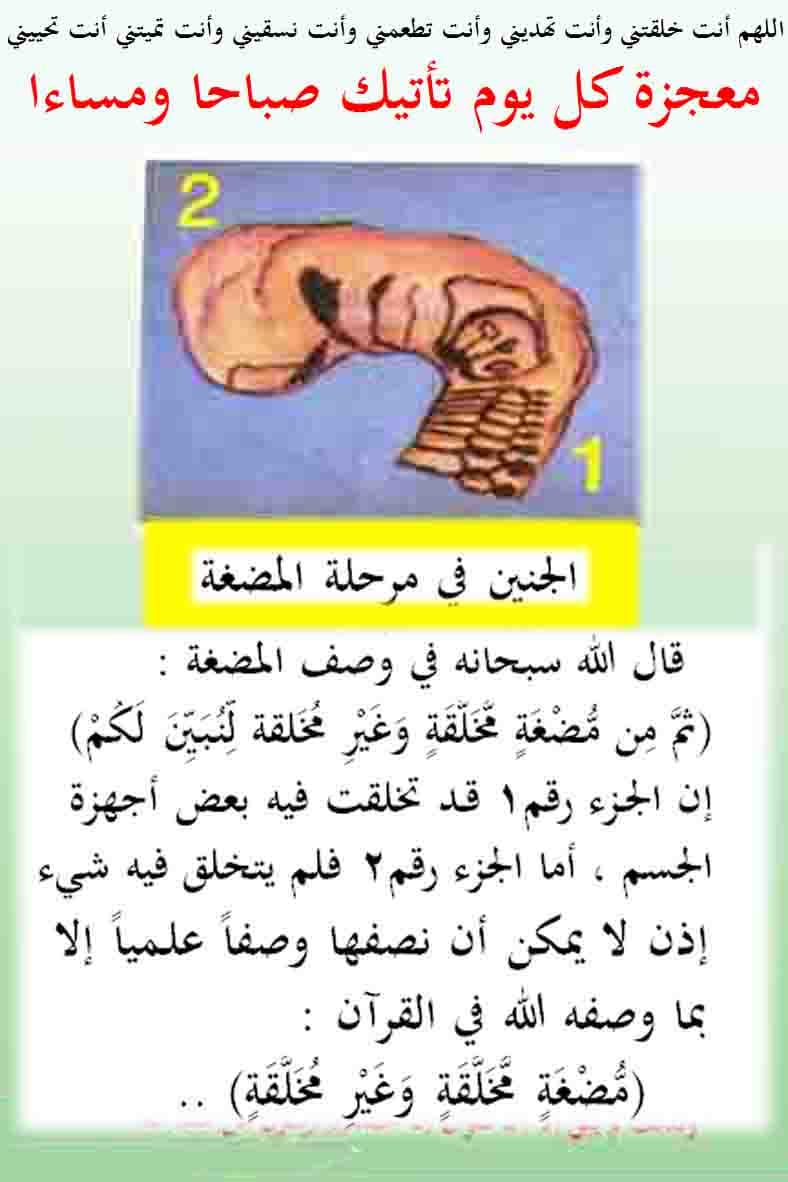 اللهم أنت خلقتني وأنت تهديني وأنت تطعمني وأنت نسقيني وأنت تميتني أنت تحييني
معجزة كل يوم تأتيك صباحا ومساءا
2
1
الجنين في مرحلة المضغة
قال الله سبحانه في وصف المضغة :
(ثُمَّ مِن مُّضْغَةٍ مُّخَلَّقَةٍ وَغَيْرِ مُخَلقة لِّنُبَيِّنَ لَكُمْ)
إن الجزء رقم١ قد تخلقت فيه بعض أجهزة
الجسم ، أما الجزء رقم٢ فلم يتخلق فيه شيء
إذن لا يمكن أن نصفها وصفاً علمياً إلا
بما وصفه الله في القرآن :
(مُّضْغَةٍ مُّخَلَّقَةٍ وَغَيْرِ مُخَلَّقَةٍ) ..